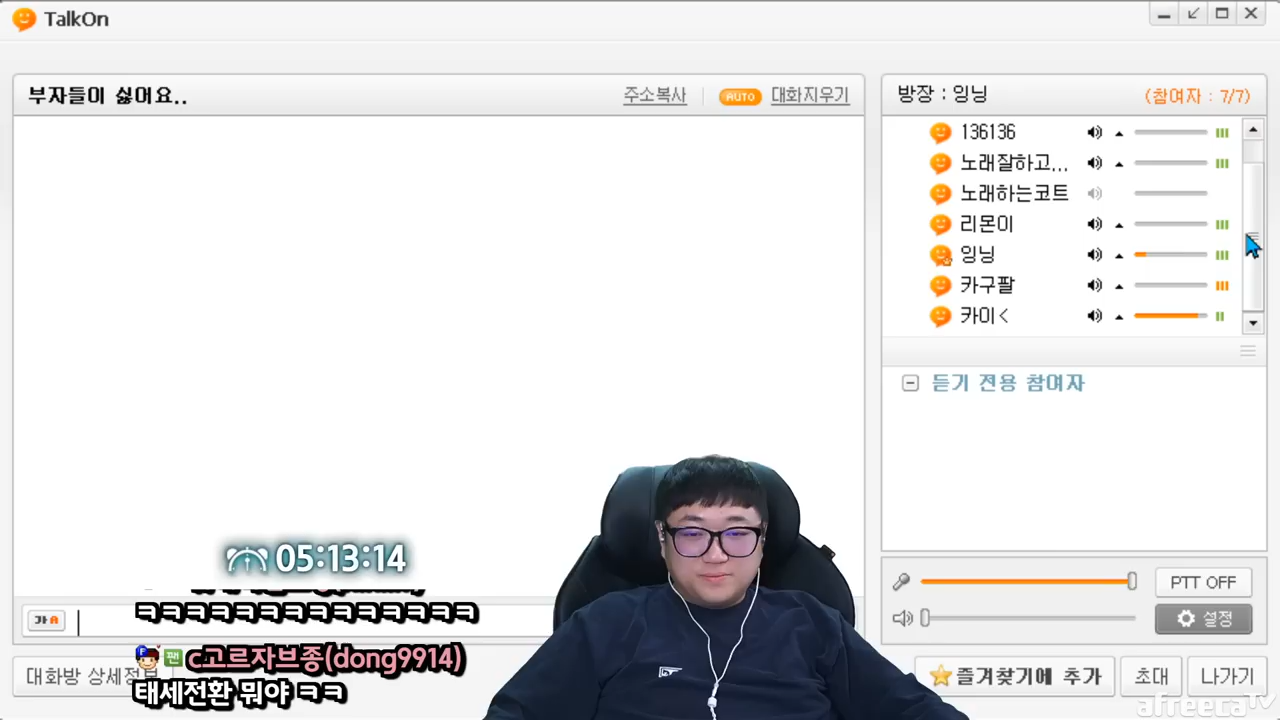 TalkOn
부자들이 싫어요..
주소복사
AUTO 대화지우기
방장 : 잉닝
(참여자 : 7/7)
136136
노래잘하고...
노래하는코트
리몬이
잉닝
카구팔
카이<
듣기 전용 참여자
05:13:14
ㅋㅋㅋㅋㅋㅋㅋㅋㅋㅋㅋㅋㅋㅋ
가A
F 팬 c고르자브종(dong9914)
태세전환 뭐야 ㅋㅋ
대화방 상세정보
PTT OFF
설정
즐겨찾기에 추가
초대
나가기
afreecaTV